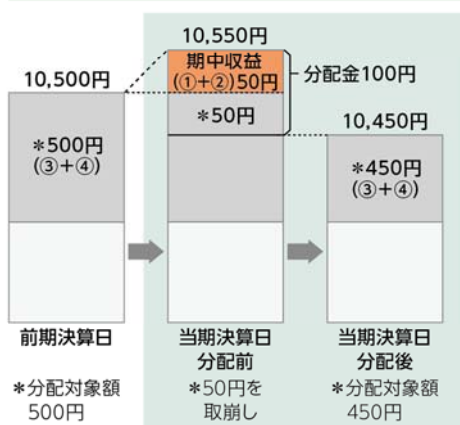 10,550円
期中収益
(①+②)50円
分配金100円
10,500円
*50円
10,450円
*500円
(③+④)
*450円
(③+④)
前期決算日
当期決算日
分配前
当期決算日
分配後
*分配対象額
500円
*50円を
取崩し
*分配対象額
450円